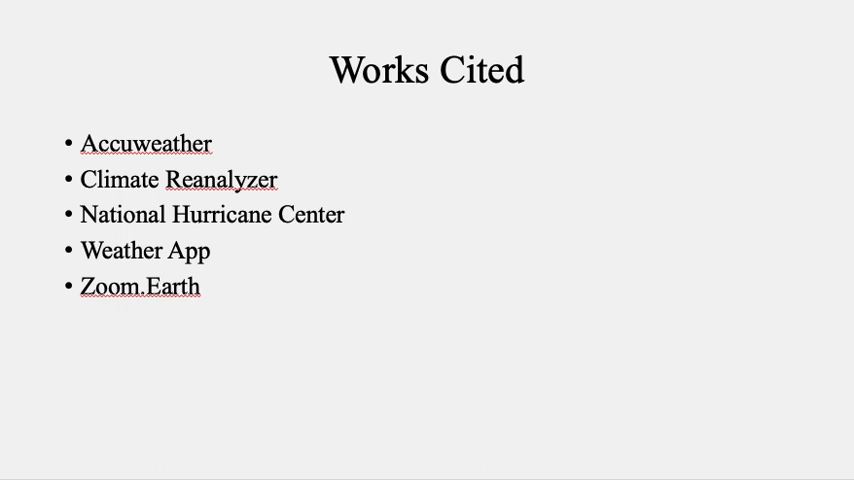 Works Cited
• Accuweather
• Climate Reanalyzer
• National Hurricane Center
• Weather App
• Zoom.Earth